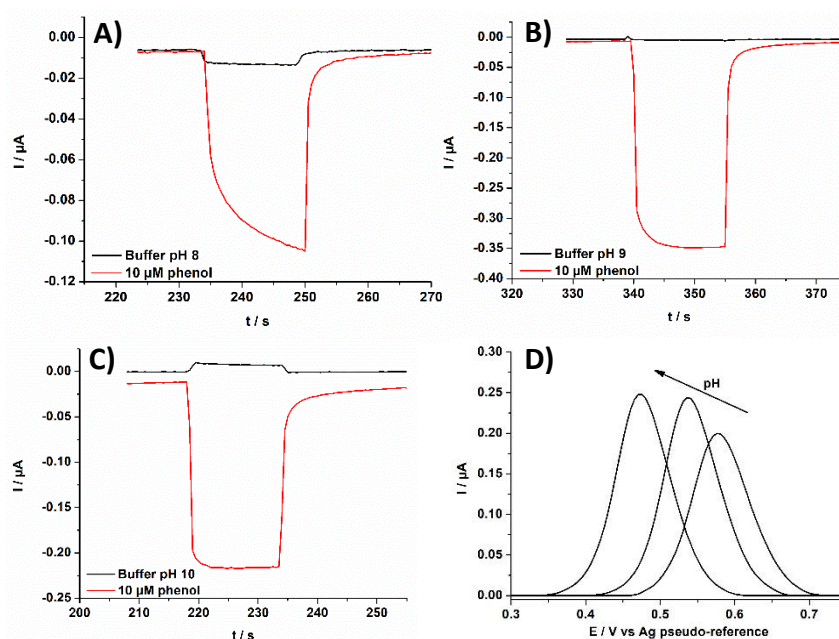 A)
0.00
-0.02
-0.04
-0.06
-0.08
-0.10
-0.12
I / µA
Buffer pH 8
10 µM phenol
220 230 240 250 260 270
t / s
B)
0.00
-0.05
-0.10
-0.15
-0.20
-0.25
-0.30
-0.35
-0.40
I / µA
Buffer pH 9
10 µM phenol
320 330 340 350 360 370
t / s
C)
0.00
-0.05
-0.10
-0.15
-0.20
-0.25
I / µA
Buffer pH 10
10 µM phenol
200 210 220 230 240 250
t / s
D)
pH
0.30
0.25
0.20
0.15
0.10
0.05
0.00
I / µA
0.3 0.4 0.5 0.6 0.7
E / V vs Ag pseudo-reference